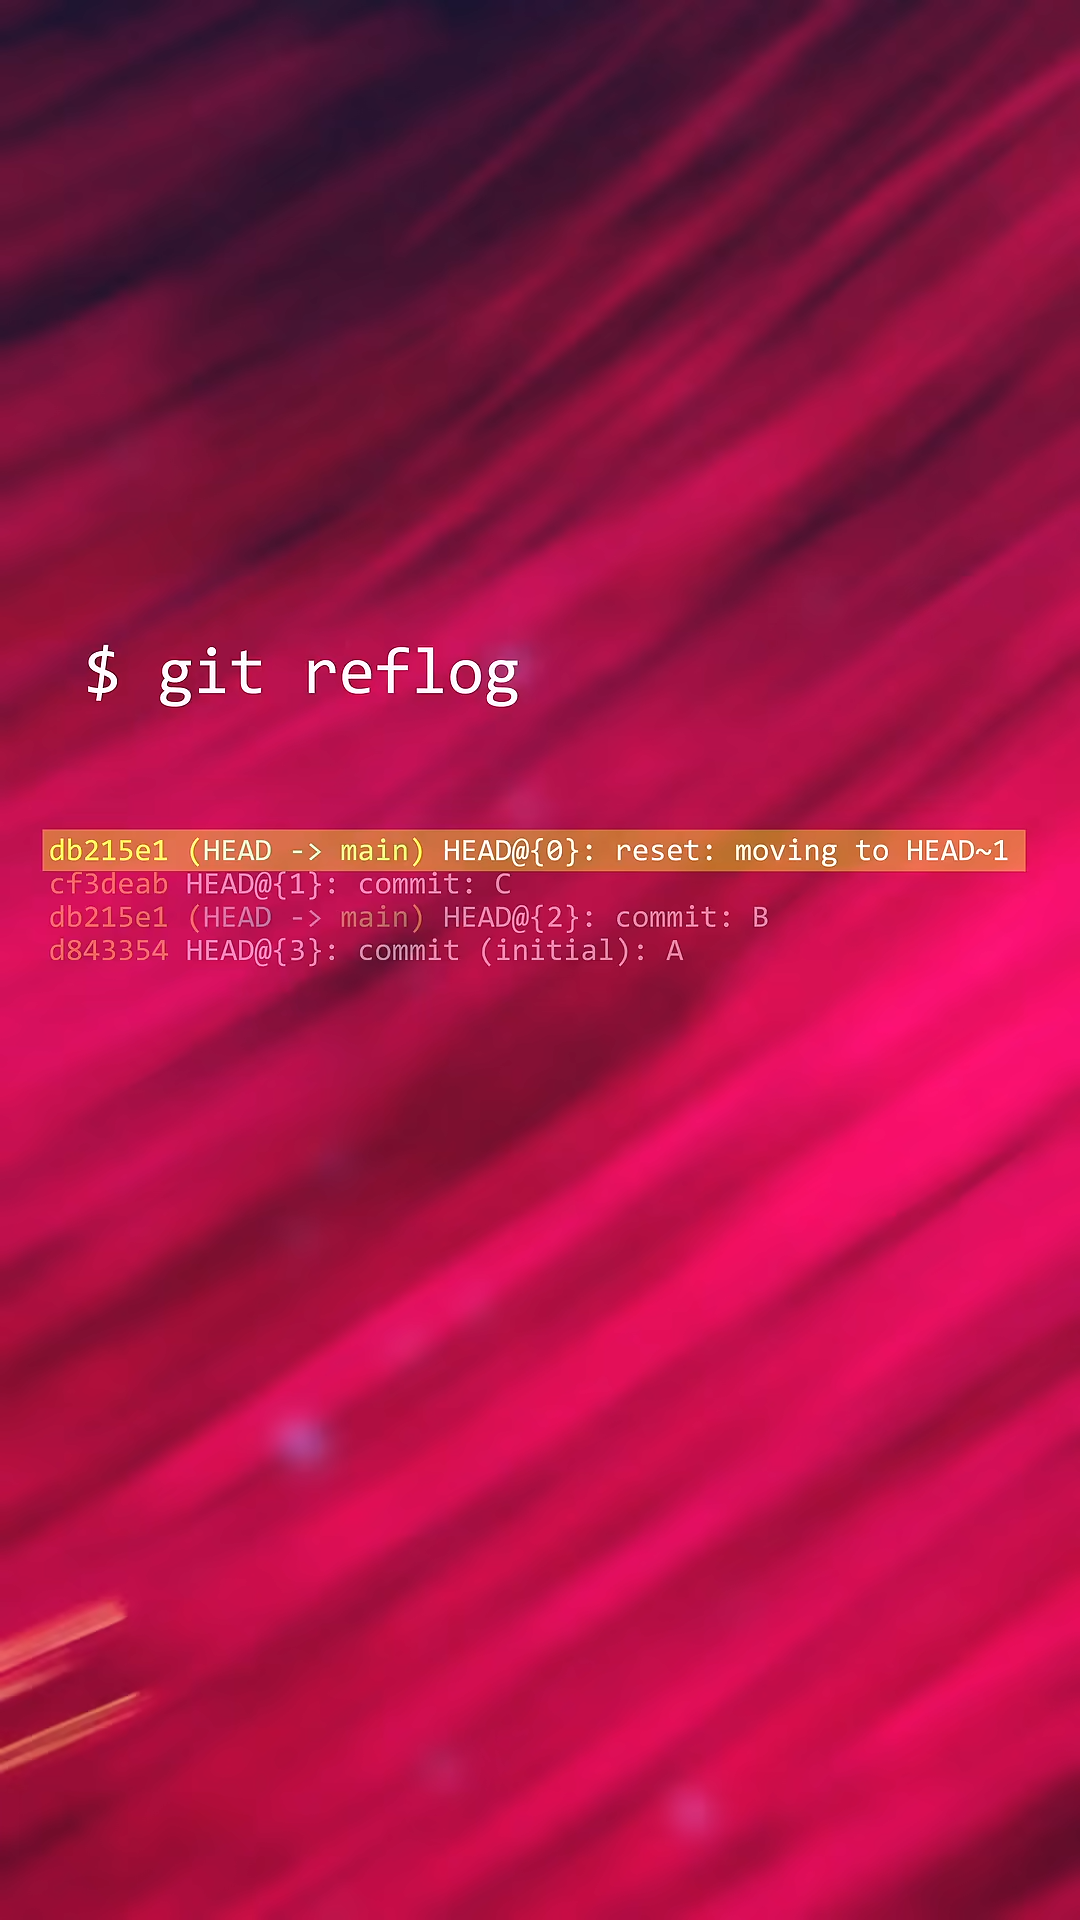 $ git reflog
db215e1 (HEAD -> main) HEAD@{0}: reset: moving to HEAD~1
cf3deab HEAD@{1}: commit: C
db215e1 (HEAD -> main) HEAD@{2}: commit: B
d843354 HEAD@{3}: commit (initial): A